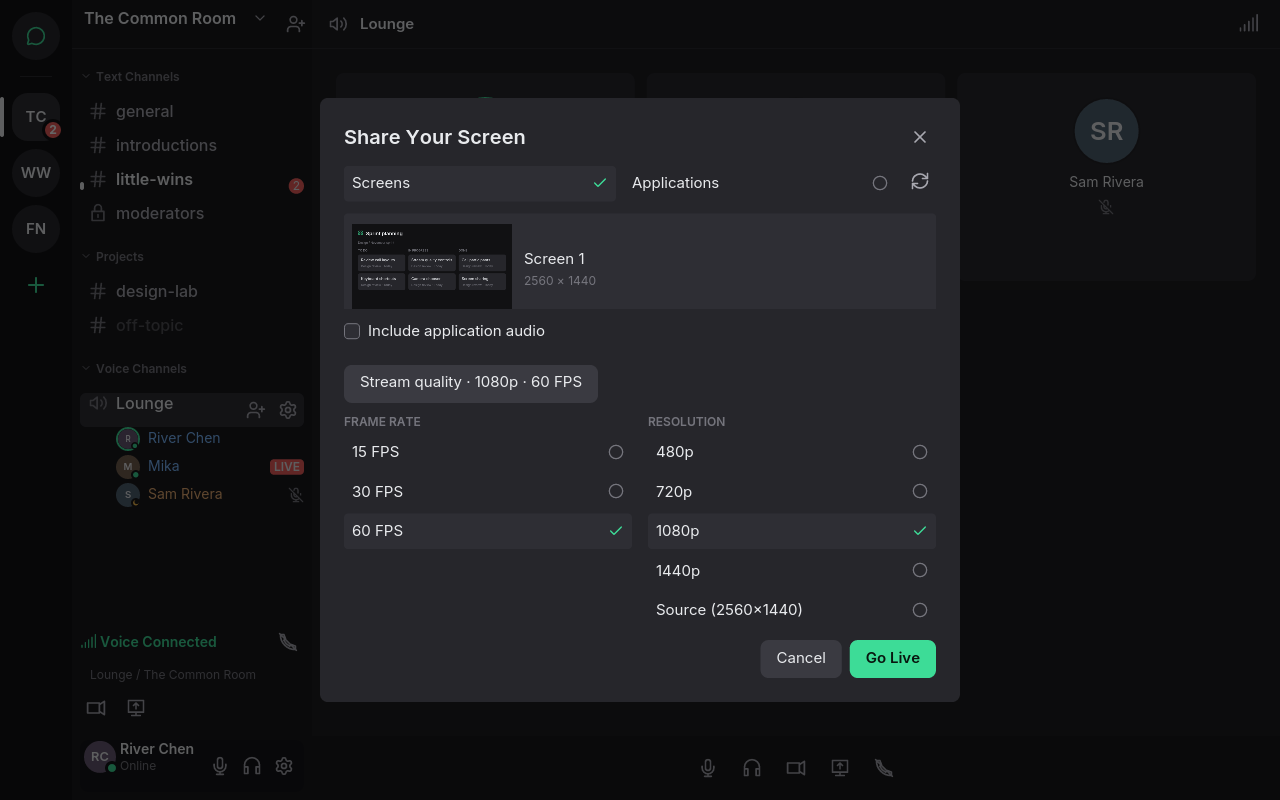 The Common Room
Lounge
TC
2
WW
FN
Text Channels
general
introductions
little-wins
2
moderators
Projects
design-lab
off-topic
Voice Channels
Lounge
R
River Chen
M
Mika
LIVE
S
Sam Rivera
Voice Connected
Lounge / The Common Room
RC
River Chen
Online
SR
Sam Rivera
Share Your Screen
Screens
Applications
Sprint planning
Screen 1
2560 × 1440
Include application audio
Stream quality · 1080p · 60 FPS
FRAME RATE
RESOLUTION
15 FPS
480p
30 FPS
720p
60 FPS
1080p
1440p
Source (2560×1440)
Cancel
Go Live